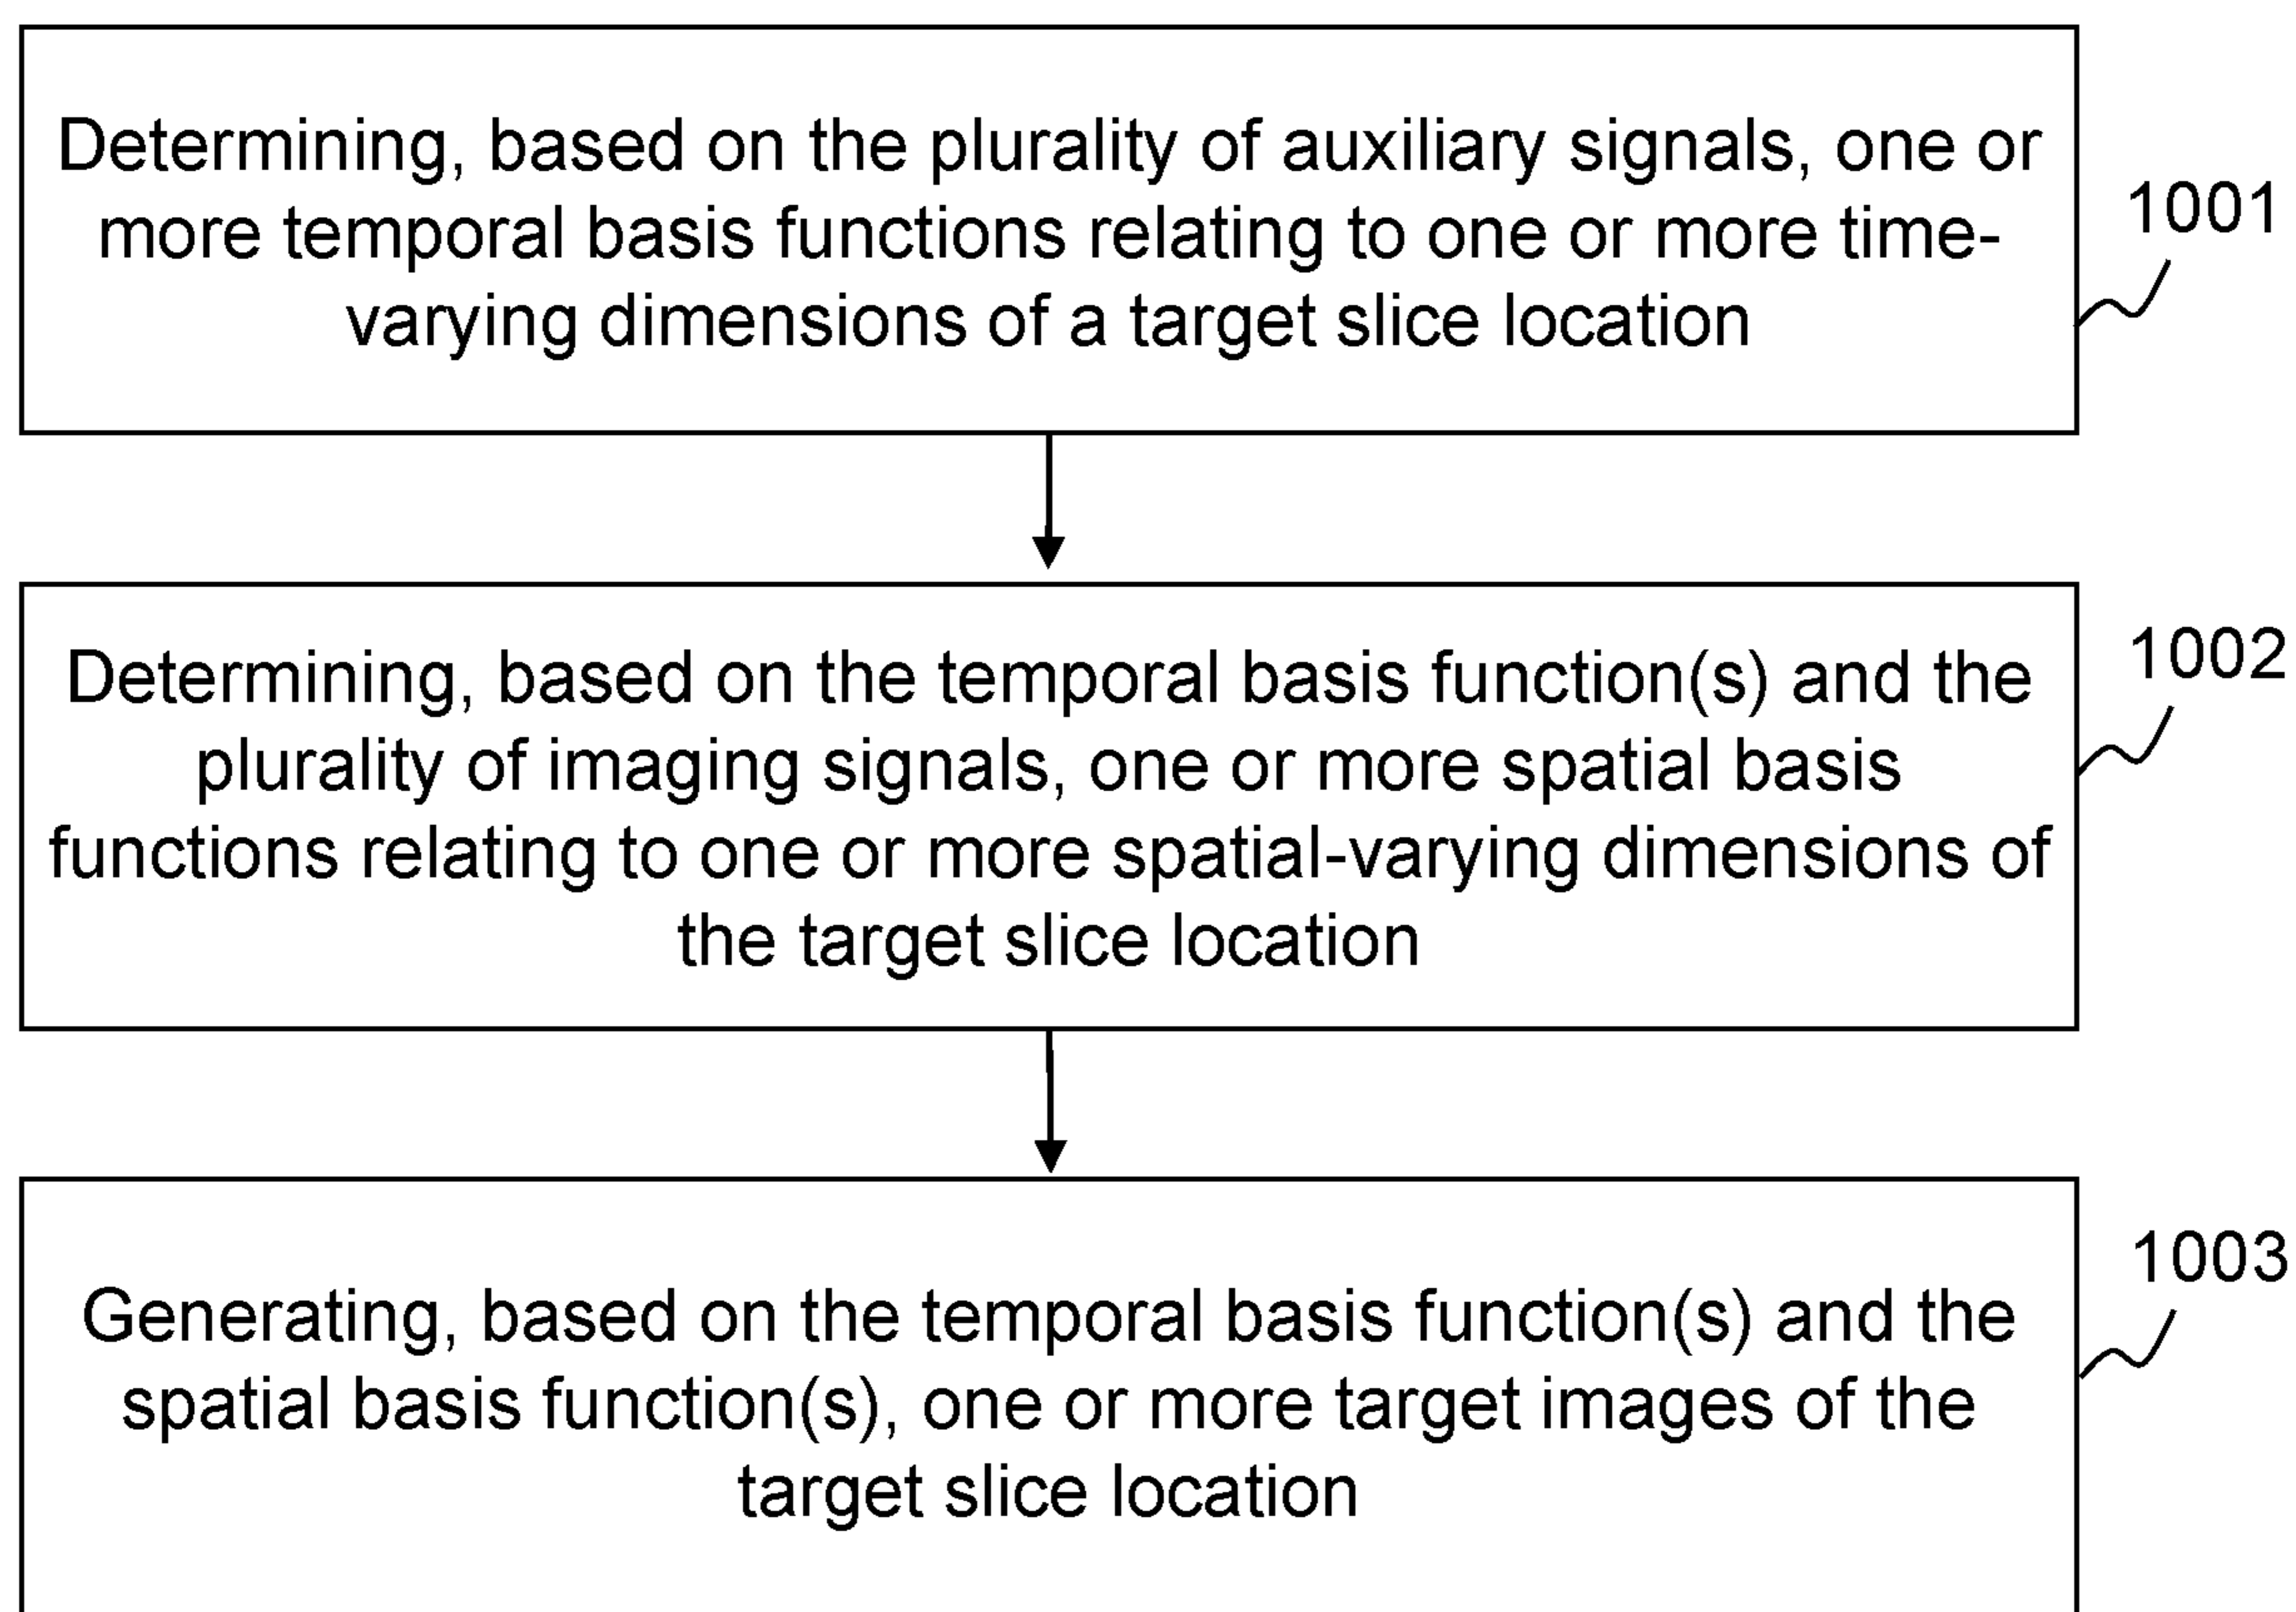 Determining, based on the plurality of auxiliary signals, one or
more temporal basis functions relating to one or more time-
varying dimensions of a target slice location
1001
Determining, based on the temporal basis function(s) and the
plurality of imaging signals, one or more spatial basis
functions relating to one or more spatial-varying dimensions of
the target slice location
1002
Generating, based on the temporal basis function(s) and the
spatial basis function(s), one or more target images of the
target slice location
1003